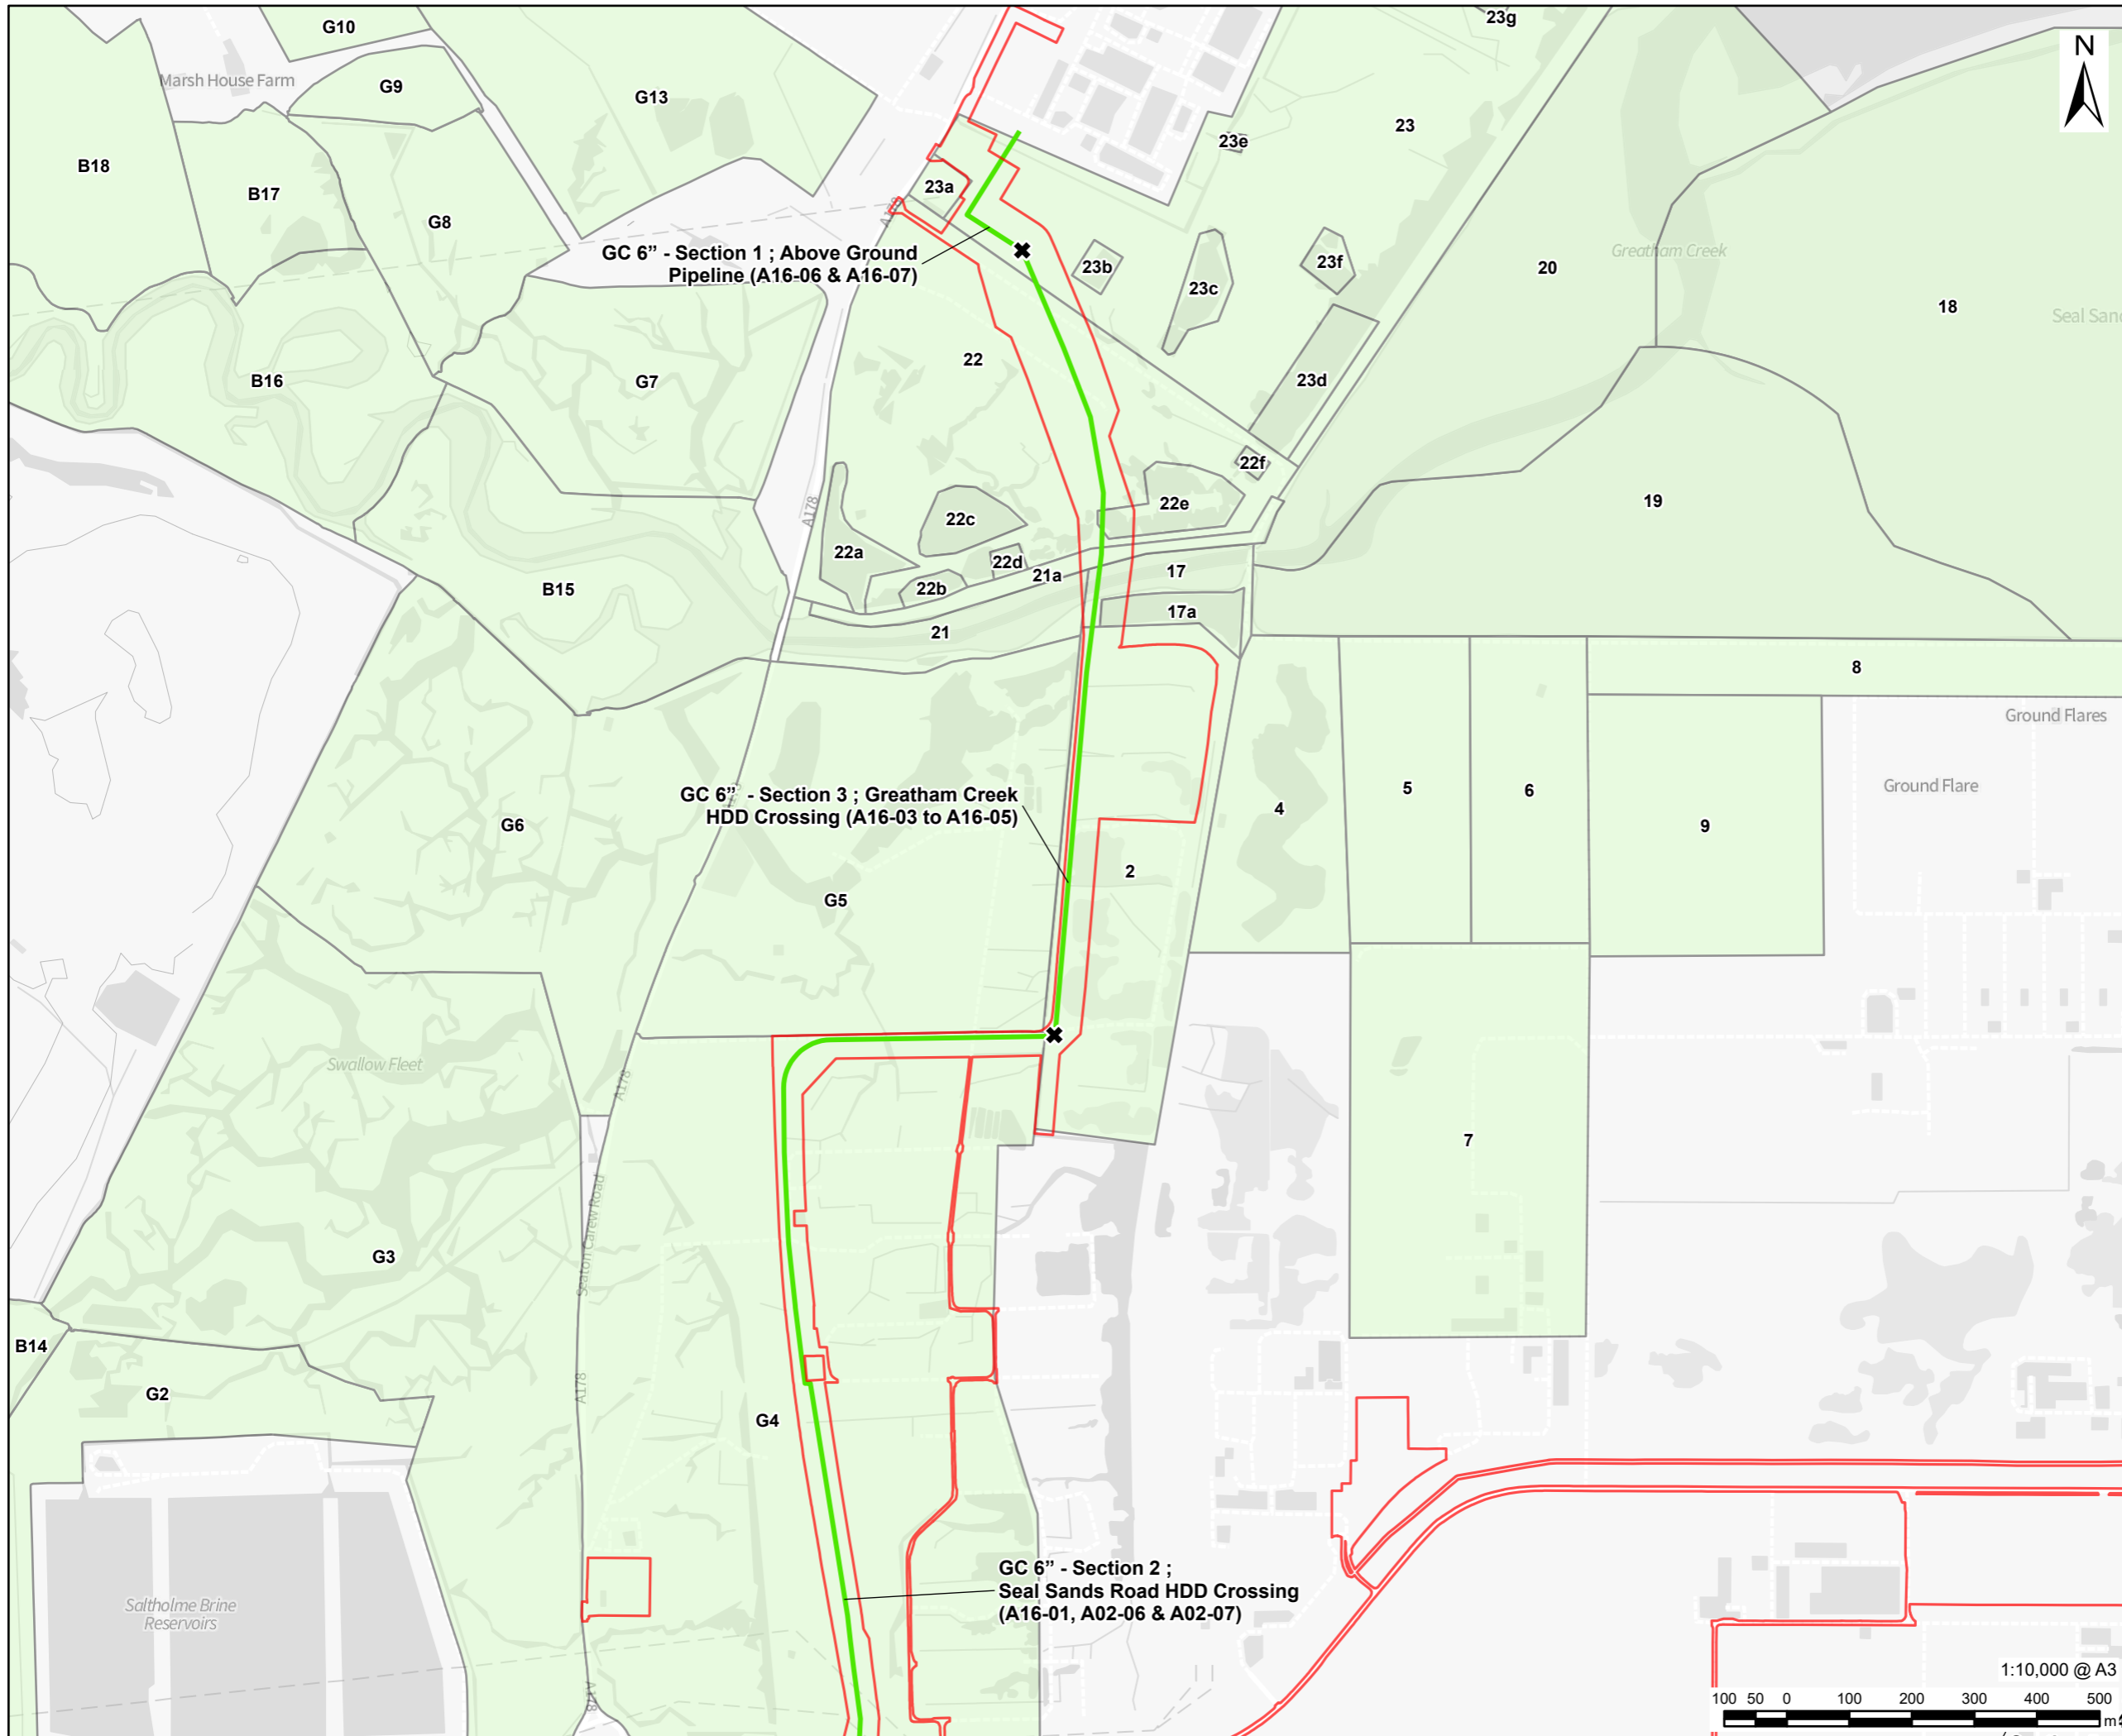 G10
23g
N
Marsh House Farm
G9
G13
23
23e
B18
B17
23a
G8
A178
GC 6” - Section 1 ; Above Ground
Pipeline (A16-06 & A16-07)
23b
23f
20
Greatham Creek
23c
18
Seal Sand
22
B16
G7
23d
22f
19
A178
22c
22e
22a
22d
21a
17
22b
B15
17a
21
8
Ground Flares
GC 6” - Section 3 ; Greatham Creek
HDD Crossing (A16-03 to A16-05)
Ground Flare
5
6
4
9
G6
2
G5
Swallow Fleet
A178
7
Seaton Carew Road
G3
B14
G2
A178
G4
GC 6” - Section 2 ;
Seal Sands Road HDD Crossing
(A16-01, A02-06 & A02-07)
Saltholme Brine
Reservoirs
1:10,000 @ A3
A178
100 50 0 100 200 300 400 500
m